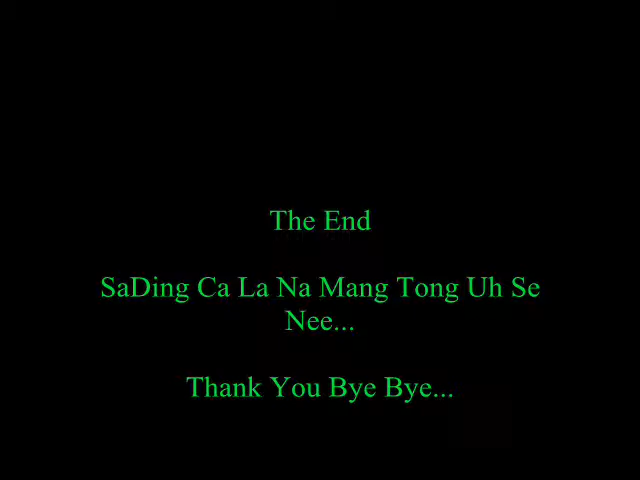 The End
SaDing Ca La Na Mang Tong Uh Se
Nee...
Thank You Bye Bye...